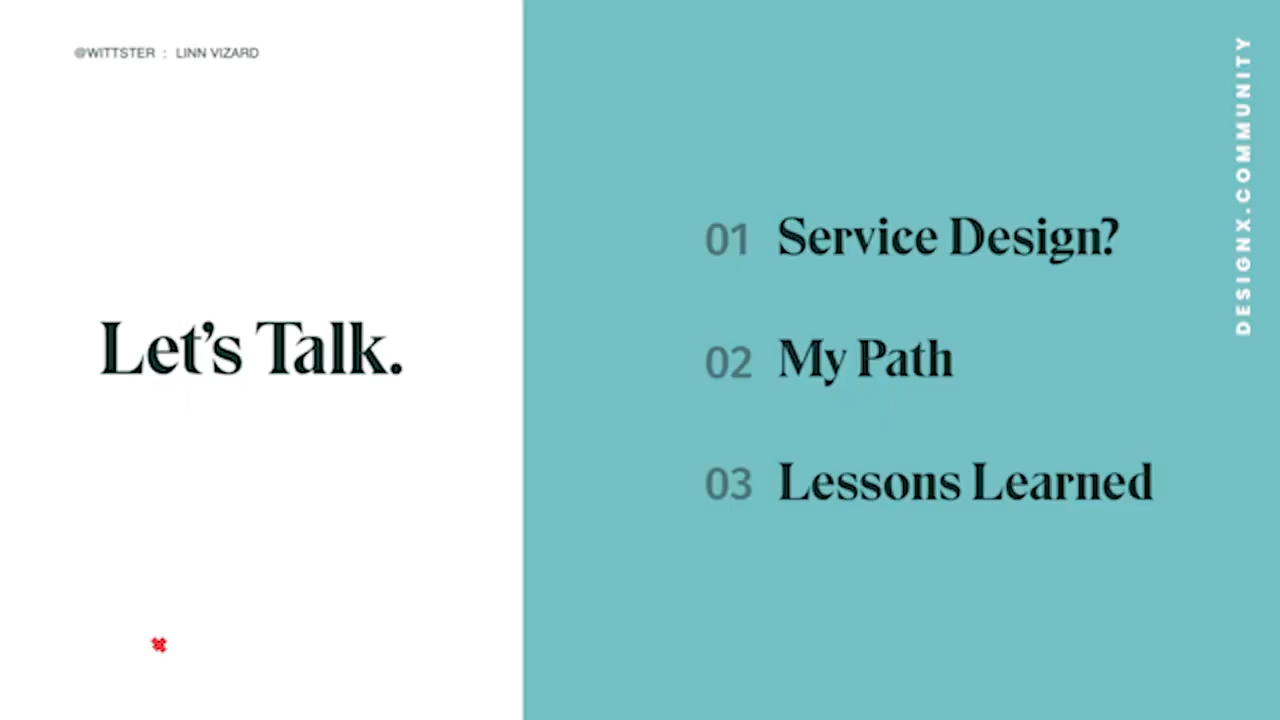 @WITTSTER : LINN VIZARD
Let’s Talk.
01 Service Design?
02 My Path
03 Lessons Learned
DESIGNX.COMMUNITY